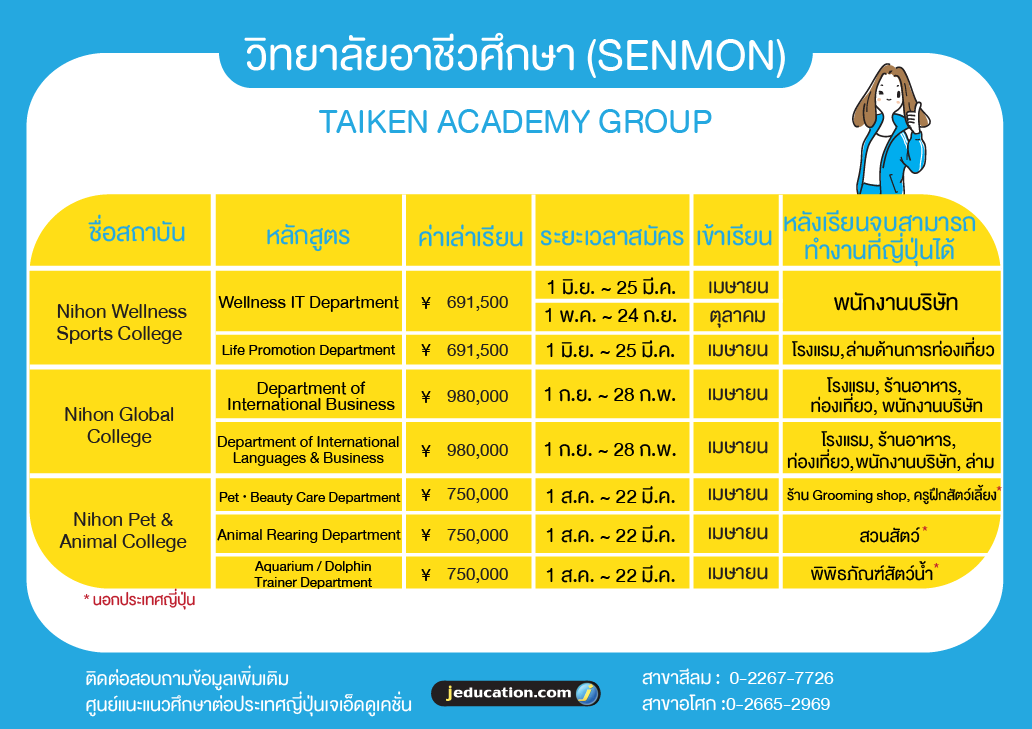 วิทยาลัยอาชีวศึกษา (SENMON)
TAIKEN ACADEMY GROUP
ชื่อสถาบัน หลักสูตร ค่าเล่าเรียน ระยะเวลาสมัคร เข้าเรียน หลังเรียนจบสามารถ
ทำงานที่ญี่ปุ่นได้
Nihon Wellness
Sports College
Wellness IT Department ¥ 691,500 1 มิ.ย. ~ 25 มี.ค. เมษายน พนักงานบริษัท
1 พ.ค. ~ 24 ก.ย. ตุลาคม
Life Promotion Department ¥ 691,500 1 มิ.ย. ~ 25 มี.ค. เมษายน โรงแรม,ล่ามด้านการท่องเที่ยว
Nihon Global
College
Department of
International Business ¥ 980,000 1 ก.ย. ~ 28 ก.พ. เมษายน โรงแรม, ร้านอาหาร,
ท่องเที่ยว, พนักงานบริษัท
Department of International
Languages & Business ¥ 980,000 1 ก.ย. ~ 28 ก.พ. เมษายน โรงแรม, ร้านอาหาร,
ท่องเที่ยว,พนักงานบริษัท, ล่าม
Nihon Pet &
Animal College
Pet・Beauty Care Department ¥ 750,000 1 ส.ค. ~ 22 มี.ค. เมษายน ร้าน Grooming shop, ครูฝึกสัตว์เลี้ยง*
Animal Rearing Department ¥ 750,000 1 ส.ค. ~ 22 มี.ค. เมษายน สวนสัตว์*
Aquarium / Dolphin
Trainer Department ¥ 750,000 1 ส.ค. ~ 22 มี.ค. เมษายน พิพิธภัณฑ์สัตว์น้ำ*
* นอกประเทศญี่ปุ่น
ติดต่อสอบถามข้อมูลเพิ่มเติม
ศูนย์แนะแนวศึกษาต่อประเทศญี่ปุ่นเจเอ็ดดูเคชั่น
jeducation.com j
สาขาสีลม : 0-2267-7726
สาขาอโศก :0-2665-2969